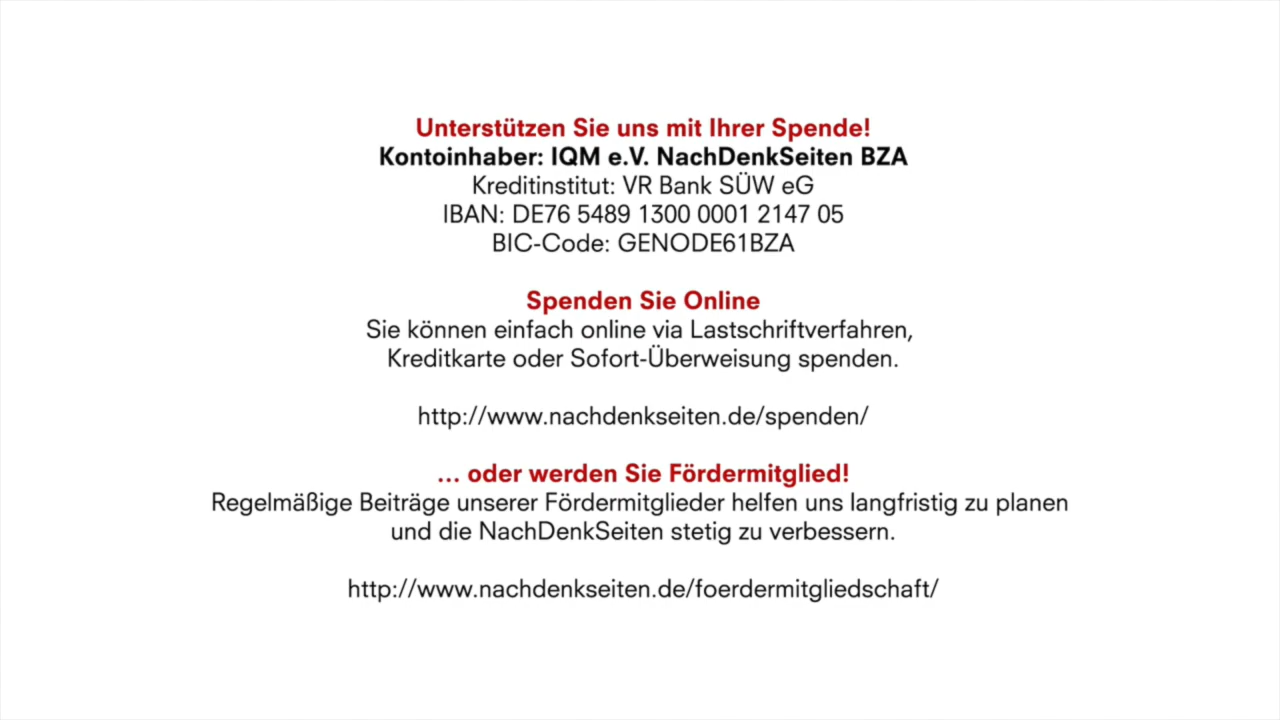 Unterstützen Sie uns mit Ihrer Spende!
Kontoinhaber: IQM e.V. NachDenkSeiten BZA
Kreditinstitut: VR Bank SÜW eG
IBAN: DE76 5489 1300 0001 2147 05
BIC-Code: GENODE61BZA
Spenden Sie Online
Sie können einfach online via Lastschriftverfahren,
Kreditkarte oder Sofort-Überweisung spenden.
http://www.nachdenkseiten.de/spenden/
... oder werden Sie Fördermitglied!
Regelmäßige Beiträge unserer Fördermitglieder helfen uns langfristig zu planen
und die NachDenkSeiten stetig zu verbessern.
http://www.nachdenkseiten.de/foerdermitgliedschaft/